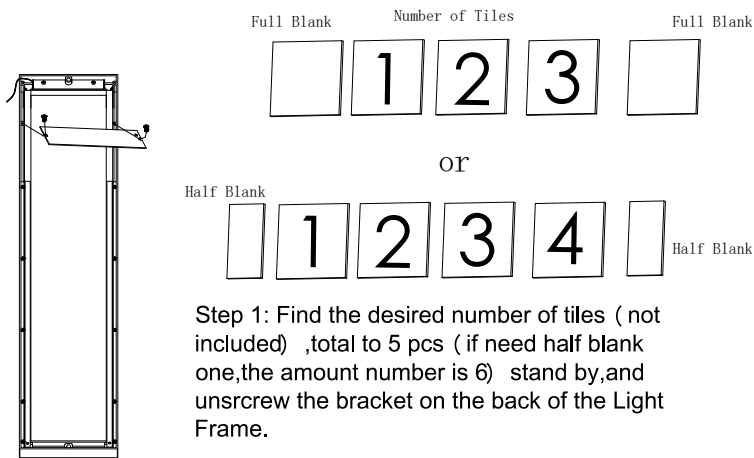 Full Blank Number of Tiles Full Blank
1 2 3
or
Half Blank
1 2 3 4
Half Blank
Step 1: Find the desired number of tiles ( not
included) ,total to 5 pcs ( if need half blank
one,the amount number is 6) stand by,and
unsrcrew the bracket on the back of the Light
Frame.